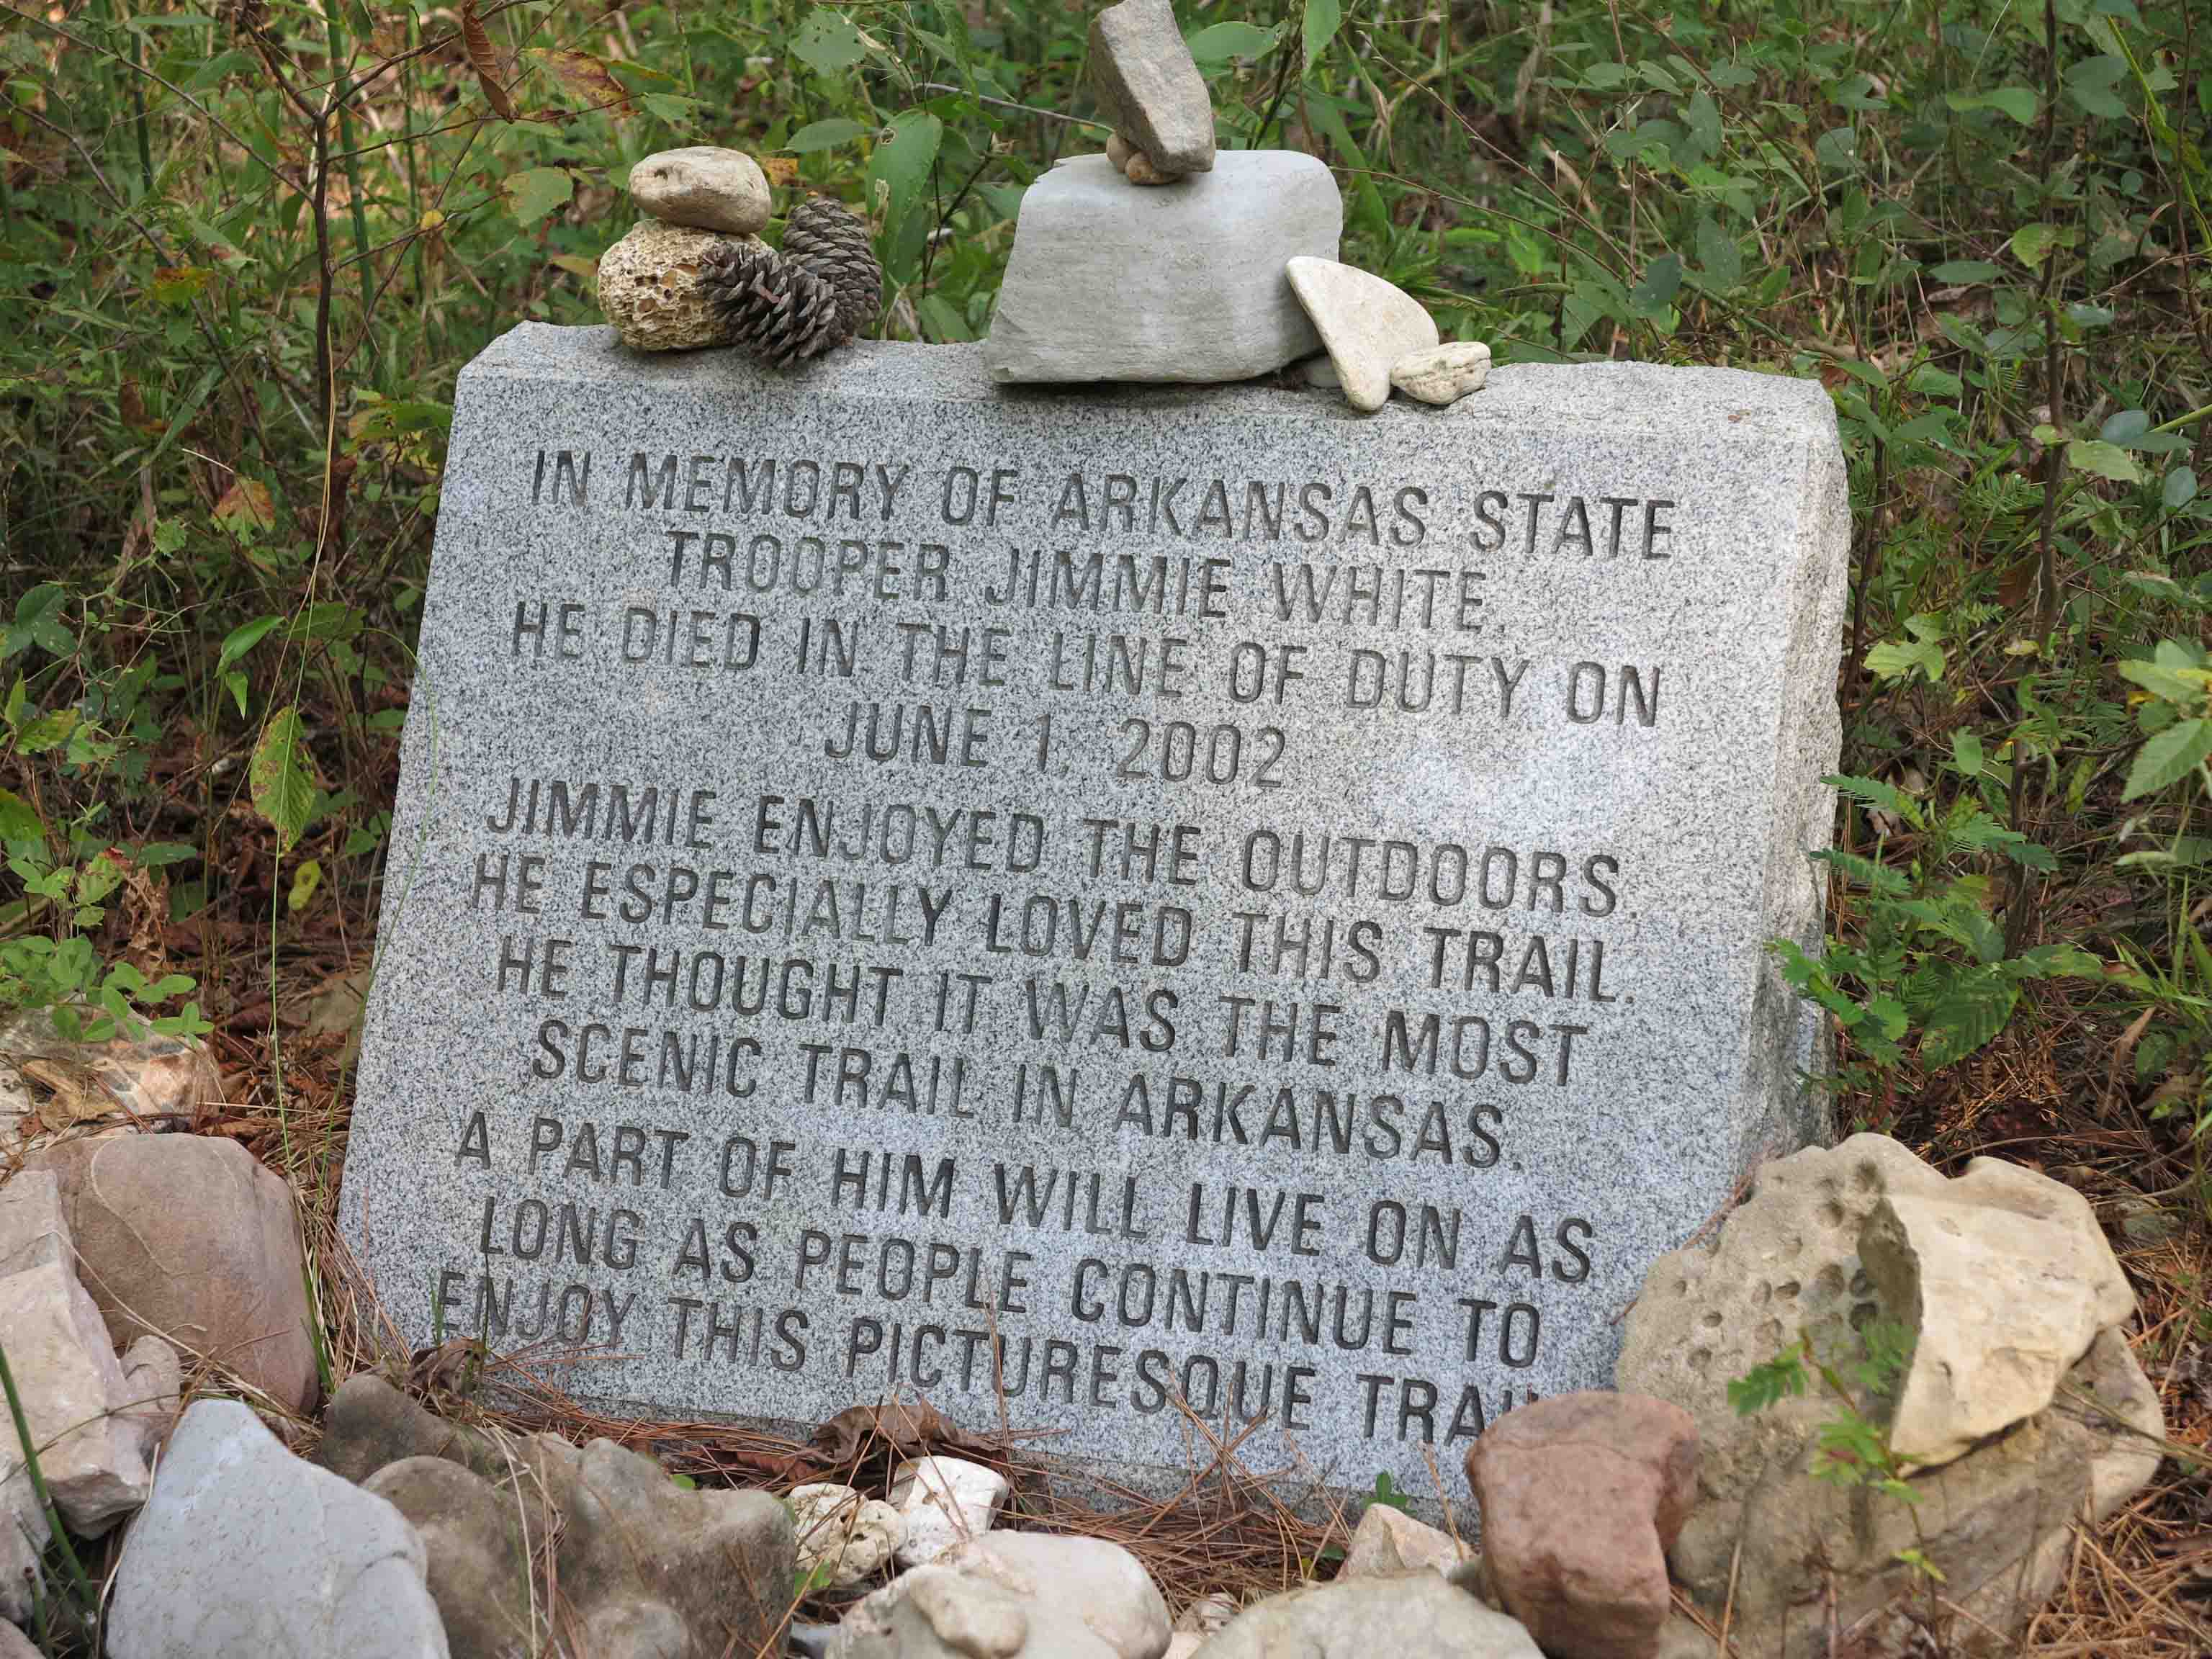 IN MEMORY OF ARKANSAS STATE
TROOPER JIMMIE WHITE.
HE DIED IN THE LINE OF DUTY ON
JUNE 1, 2002
JIMMIE ENJOYED THE OUTDOORS.
HE ESPECIALLY LOVED THIS TRAIL.
HE THOUGHT IT WAS THE MOST
SCENIC TRAIL IN ARKANSAS.
A PART OF HIM WILL LIVE ON AS
LONG AS PEOPLE CONTINUE TO
ENJOY THIS PICTURESQUE TRAIL